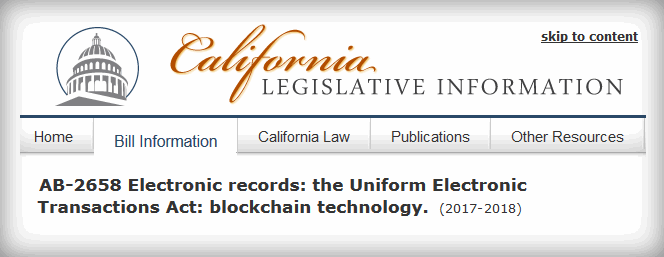 skip to content
California
LEGISLATIVE INFORMATION
Home Bill Information California Law Publications Other Resources
AB-2658 Electronic records: the Uniform Electronic
Transactions Act: blockchain technology. (2017-2018)